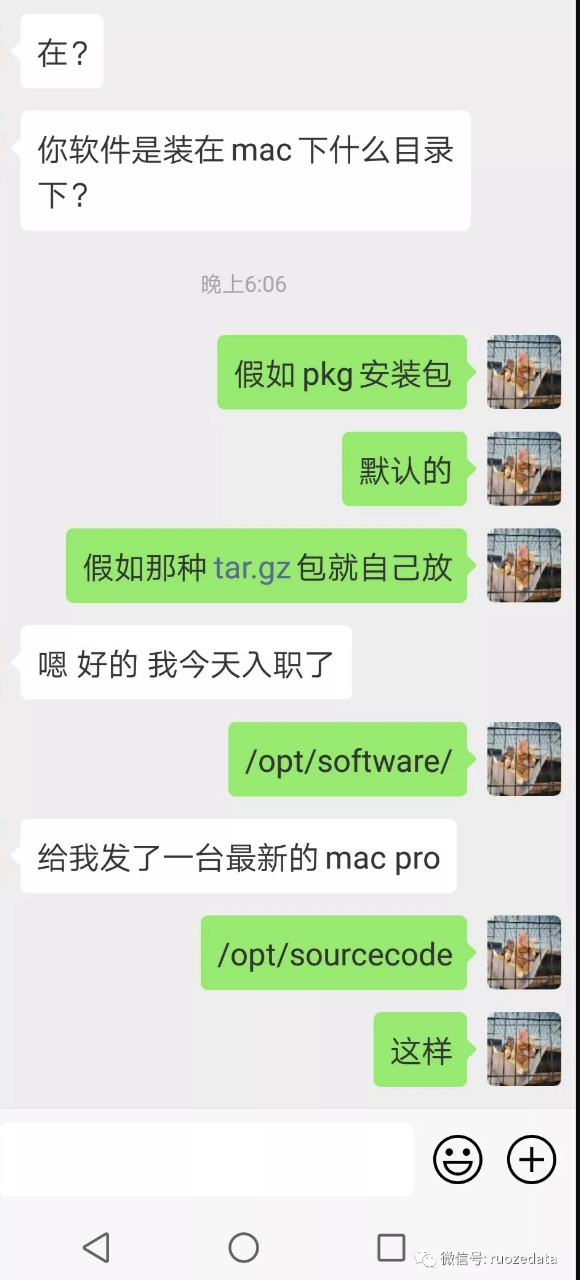 在?
你软件是装在 mac 下什么目录
下?
晚上6:06
假如 pkg 安装包
默认的
假如那种 tar.gz 包就自己放
嗯 好的 我今天入职了
/opt/software/
给我发了一台最新的 mac pro
/opt/sourcecode
这样
微信号: ruozedata